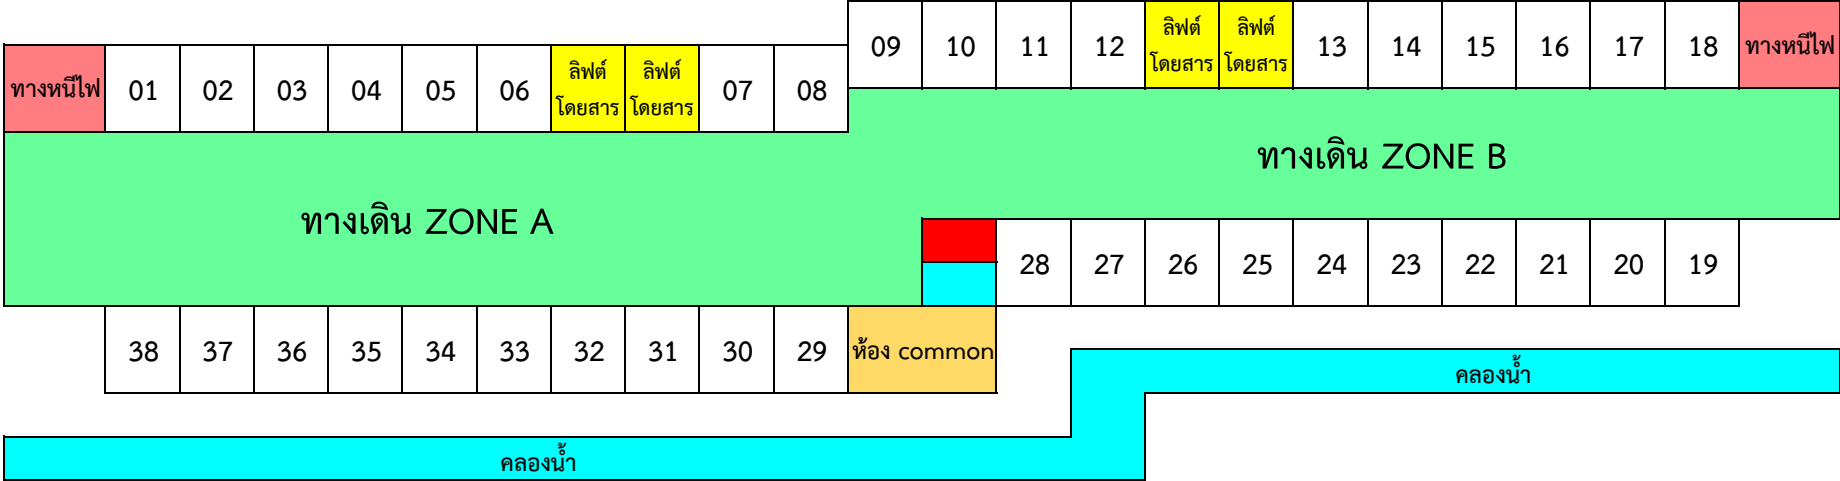 09 10 11 12 ลิฟต์โดยสาร ลิฟต์โดยสาร 13 14 15 16 17 18 ทางหนีไฟ
ทางหนีไฟ 01 02 03 04 05 06 ลิฟต์โดยสาร ลิฟต์โดยสาร 07 08
ทางเดิน ZONE B
ทางเดิน ZONE A
28 27 26 25 24 23 22 21 20 19
38 37 36 35 34 33 32 31 30 29 ห้อง common
คลองน้ำ
คลองน้ำ